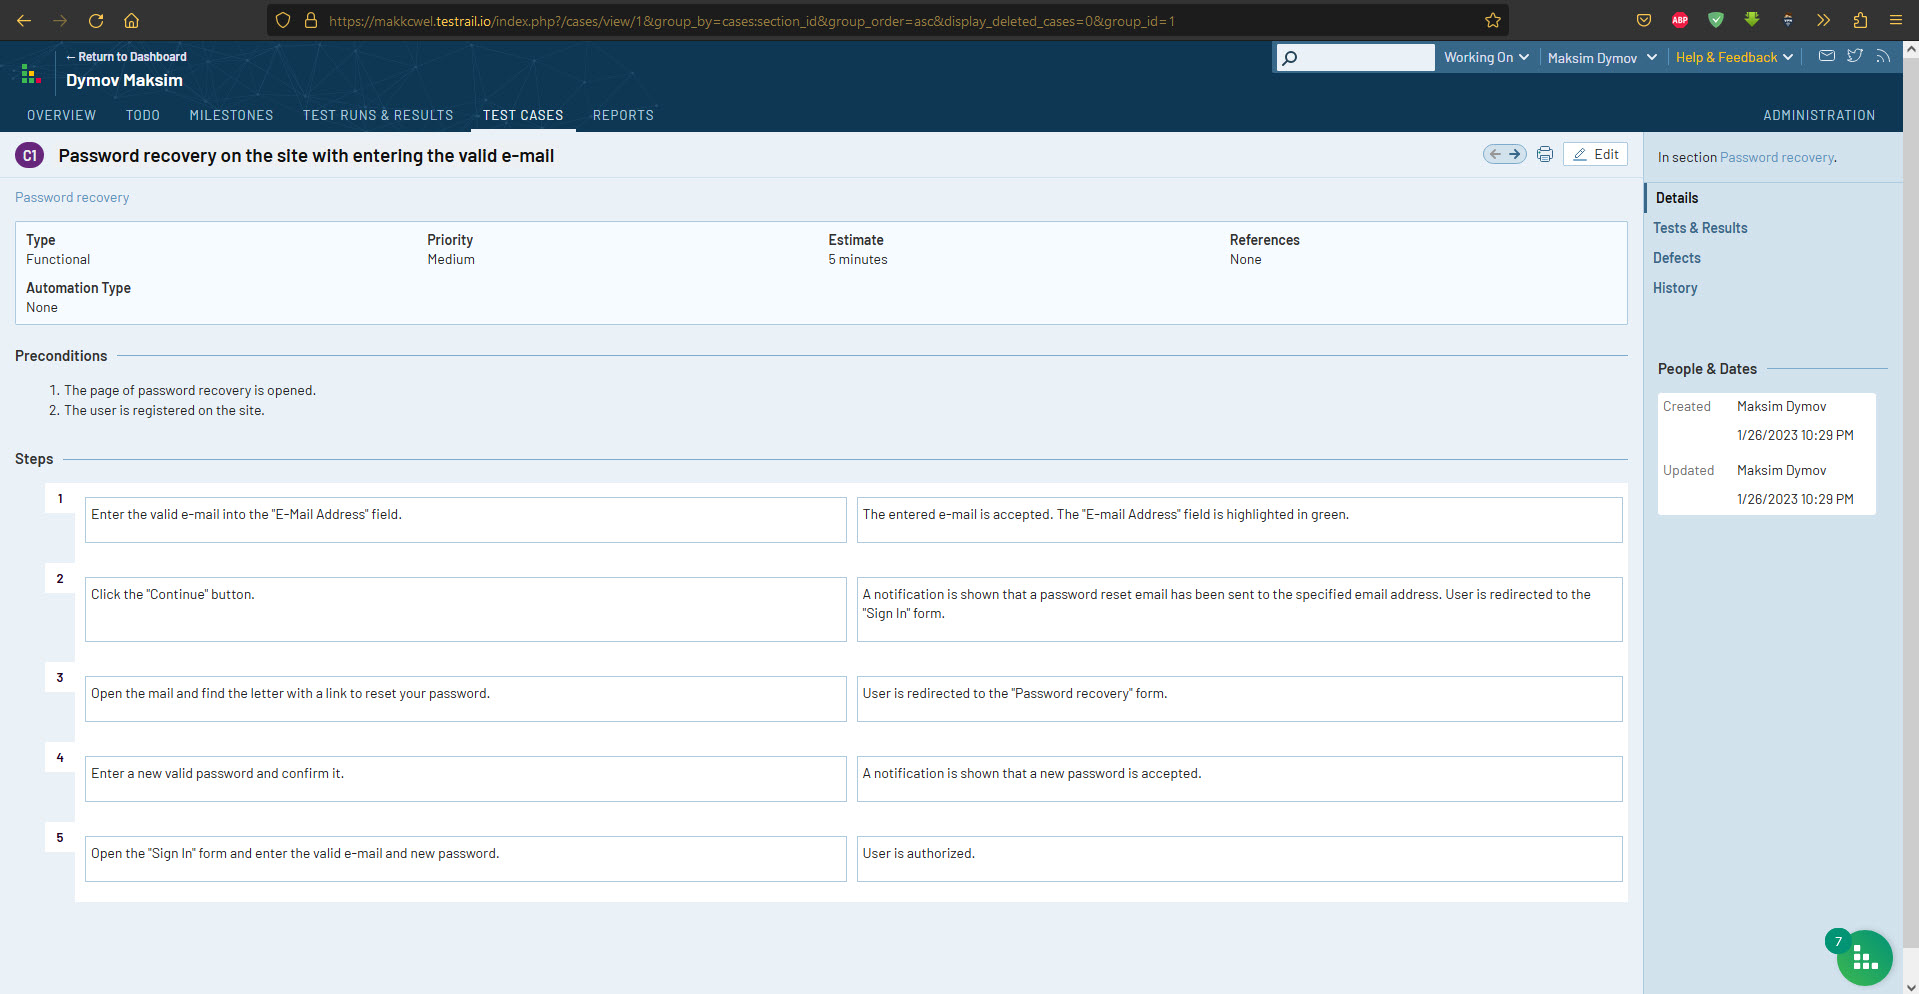 https://makkcwel.testrail.io/index.php?/cases/view/1&group_by=cases:section_id&group_order=asc&display_deleted_cases=0&group_id=1
ABP
← Return to Dashboard
Dymov Maksim
Working On
Maksim Dymov
Help & Feedback
OVERVIEW
TODO
MILESTONES
TEST RUNS & RESULTS
TEST CASES
REPORTS
ADMINISTRATION
C1
Password recovery on the site with entering the valid e-mail
Edit
In section Password recovery.
Password recovery
Details
Tests & Results
Defects
History
Type
Functional
Priority
Medium
Estimate
5 minutes
References
None
Automation Type
None
Preconditions
1. The page of password recovery is opened.
2. The user is registered on the site.
People & Dates
Created
Maksim Dymov
1/26/2023 10:29 PM
Updated
Maksim Dymov
1/26/2023 10:29 PM
Steps
1
Enter the valid e-mail into the "E-Mail Address" field.
The entered e-mail is accepted. The "E-mail Address" field is highlighted in green.
2
Click the "Continue" button.
A notification is shown that a password reset email has been sent to the specified email address. User is redirected to the
"Sign In" form.
3
Open the mail and find the letter with a link to reset your password.
User is redirected to the "Password recovery" form.
4
Enter a new valid password and confirm it.
A notification is shown that a new password is accepted.
5
Open the "Sign In" form and enter the valid e-mail and new password.
User is authorized.
7